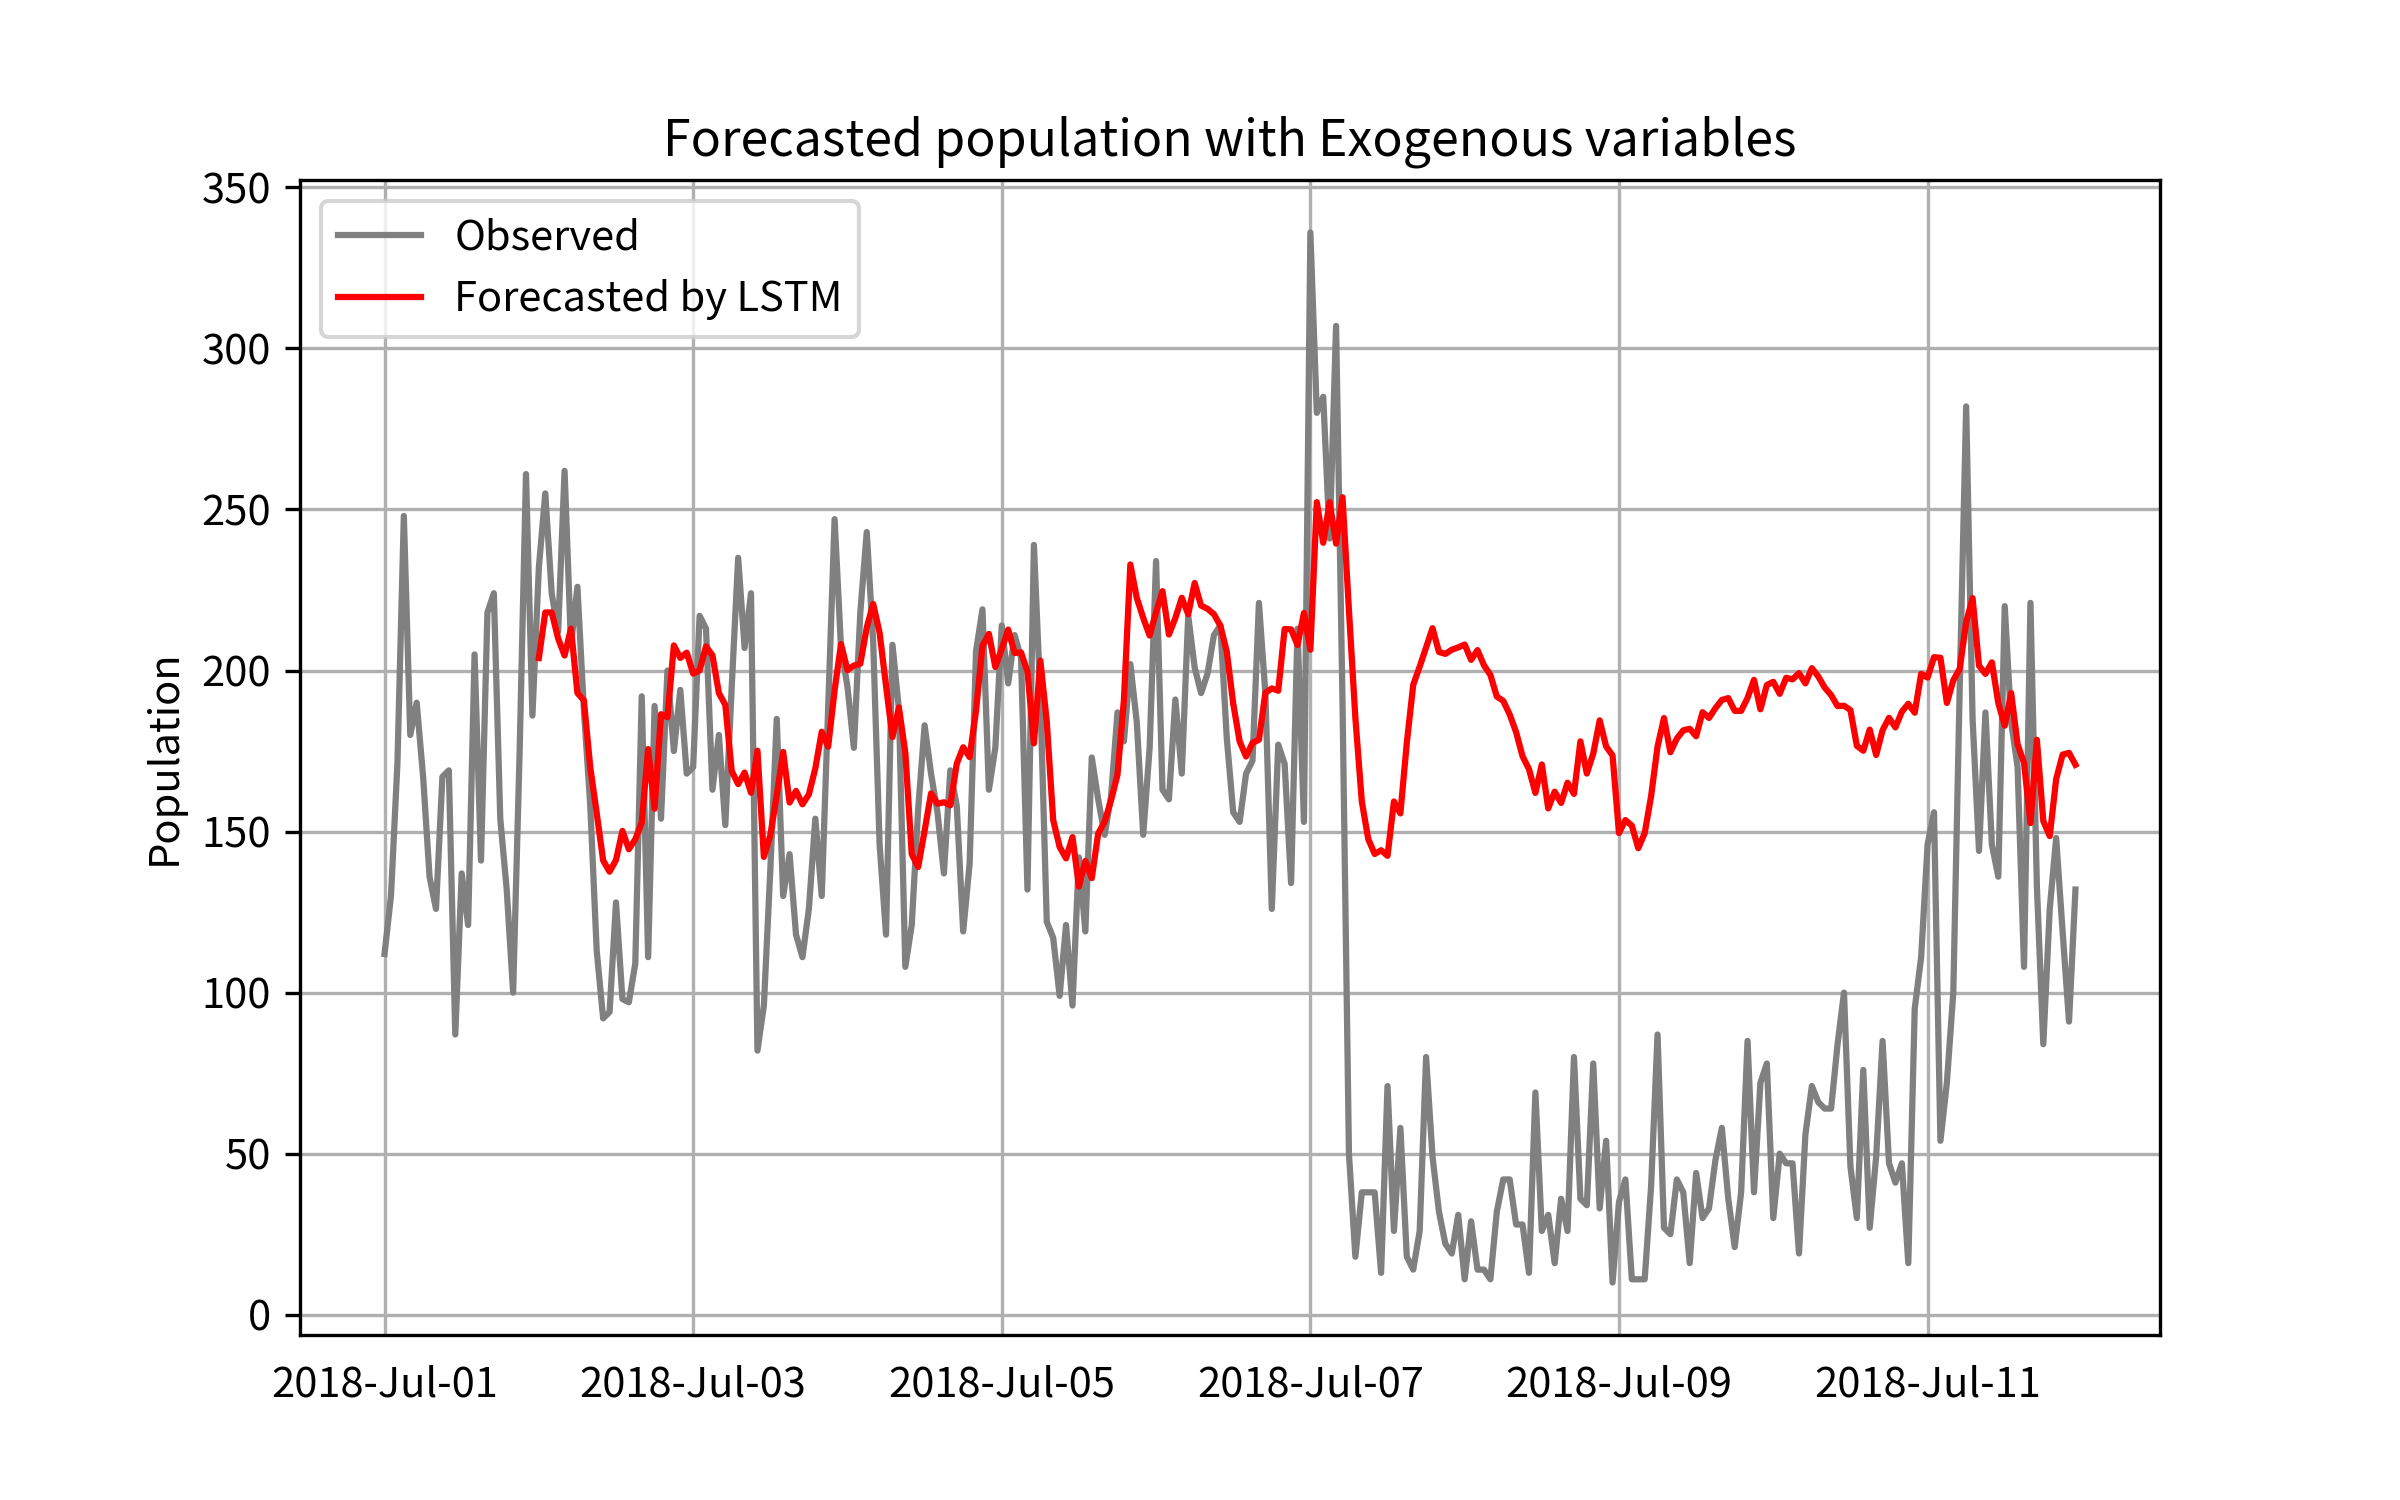 Forecasted population with Exogenous variables
Observed
Forecasted by LSTM
Population
350
300
250
200
150
100
50
0
2018-Jul-01 2018-Jul-03 2018-Jul-05 2018-Jul-07 2018-Jul-09 2018-Jul-11